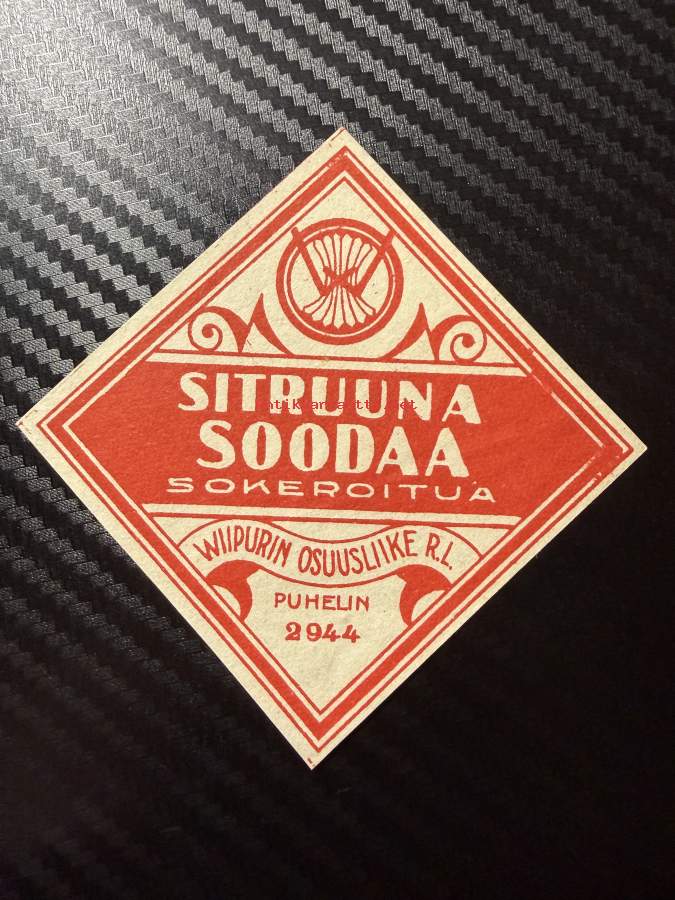 SITRUUNA
SOODAA
SOKEROITUA
WIIPURIN OSUUSLIIKE R.L.
PUHELIN
2944